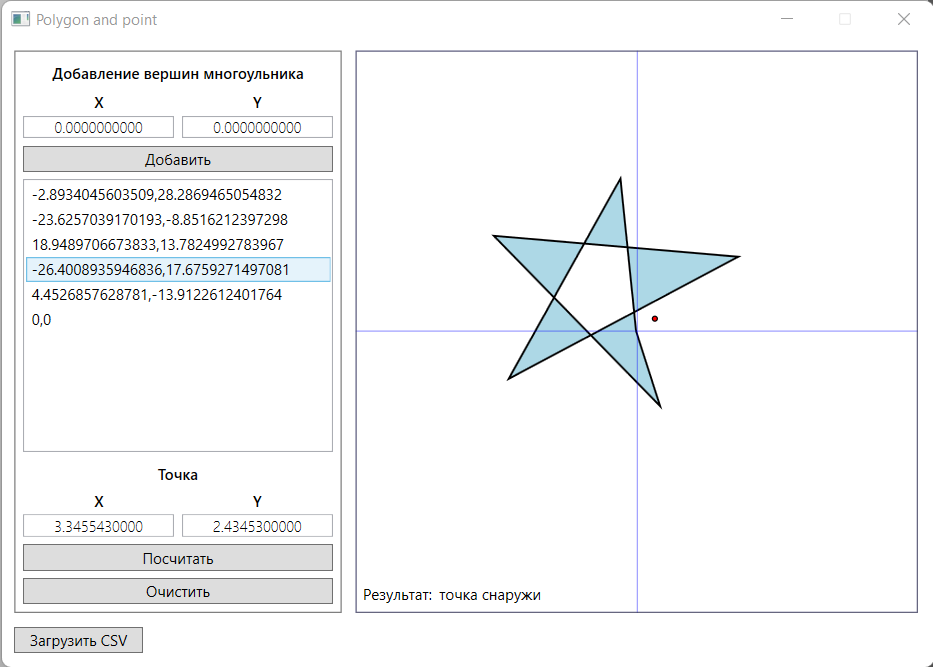 Polygon and point
Добавление вершин многоульника
X Y
0.0000000000 0.0000000000
Добавить
-2.8934045603509,28.2869465054832
-23.6257039170193,-8.8516212397298
18.9489706673833,13.7824992783967
-26.4008935946836,17.6759271497081
4.4526857628781,-13.9122612401764
0,0
Точка
X Y
3.3455430000 2.4345300000
Посчитать
Очистить
Результат: точка снаружи
Загрузить CSV